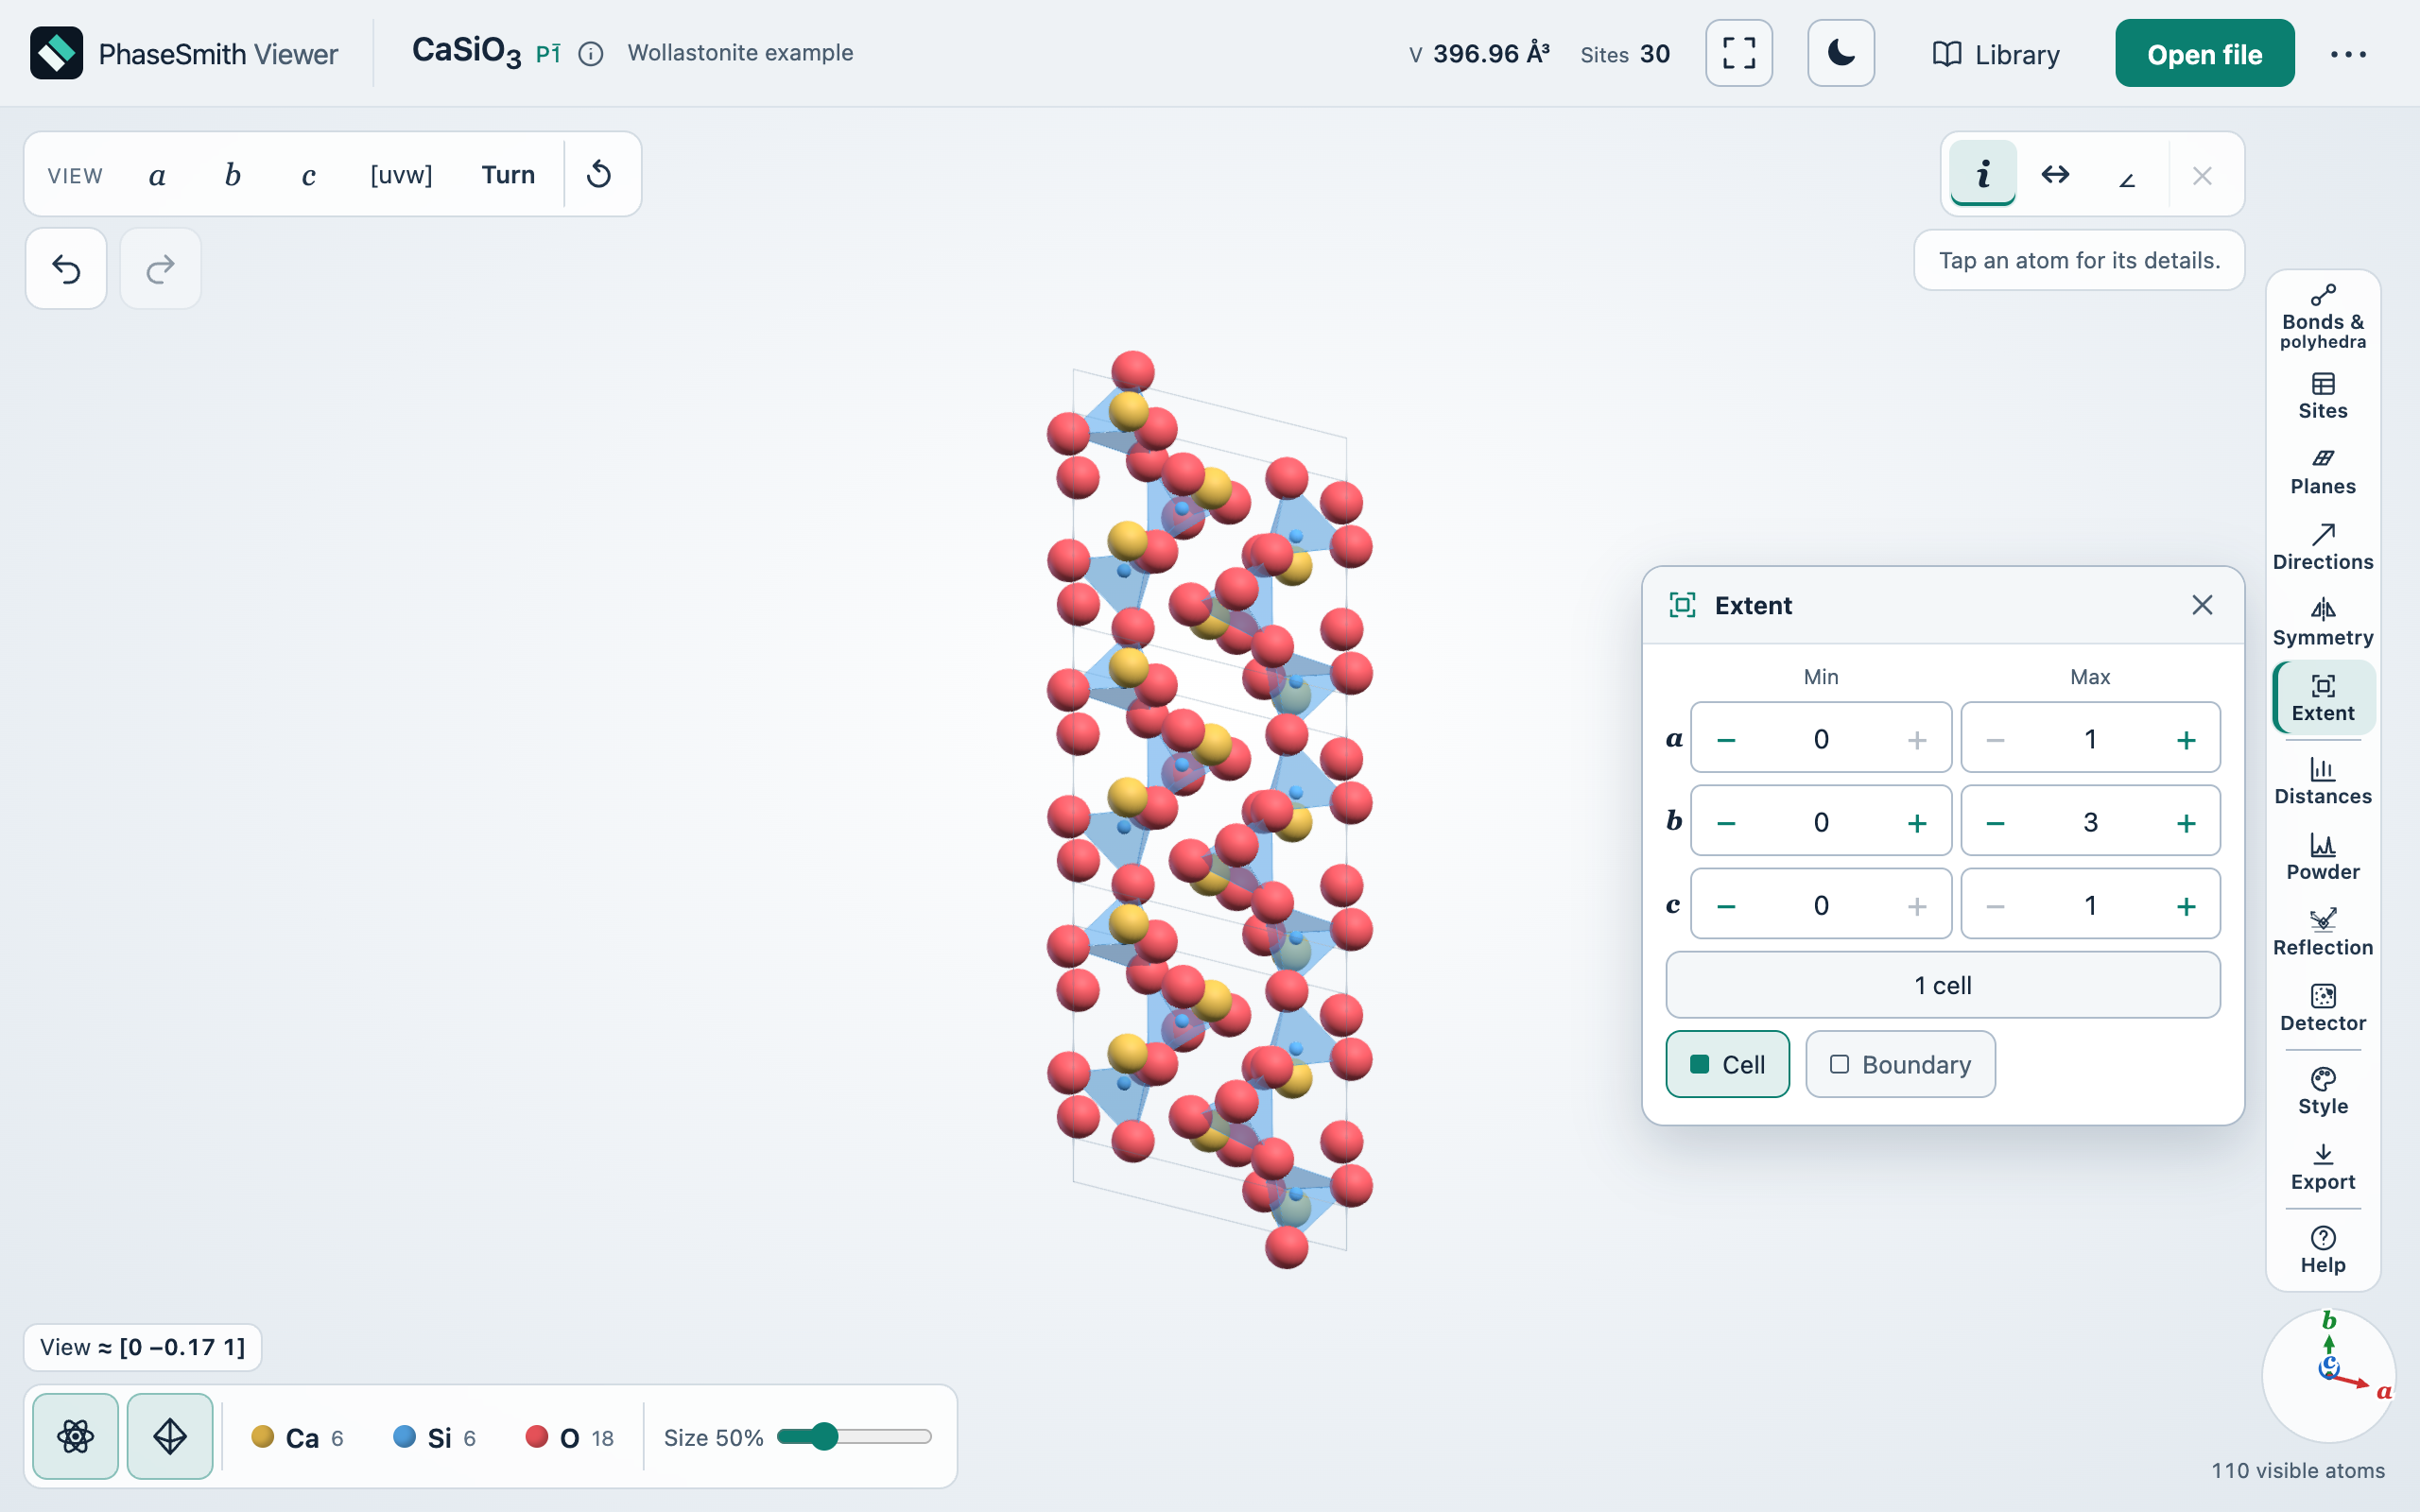 PhaseSmith Viewer
CaSiO₃ P1̄ Wollastonite example
V 396.96 Å³ Sites 30
Library
Open file
VIEW a b c [uvw] Turn
Tap an atom for its details.
Bonds &
polyhedra
Sites
Planes
Directions
Symmetry
Extent
Distances
Powder
Reflection
Detector
Style
Export
Help
Extent
Min Max
a − 0 + − 1 +
b − 0 + − 3 +
c − 0 + − 1 +
1 cell
Cell Boundary
View ≈ [0 −0.17 1]
Ca 6 Si 6 O 18 Size 50%
b
c
a
110 visible atoms